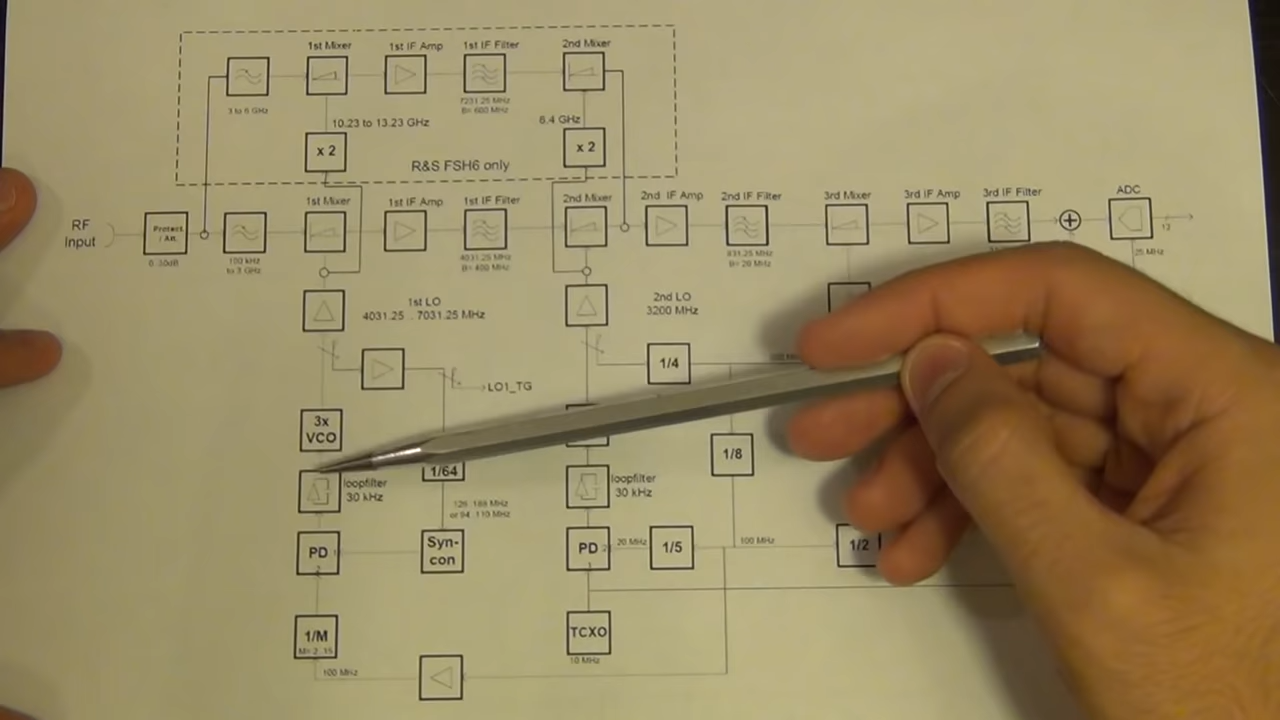 1st Mixer
1st IF Amp
1st IF Filter
2nd Mixer
3 to 6 GHz
7231.25 MHz
B= 600 MHz
10.23 to 13.23 GHz
6.4 GHz
x 2
x 2
R&S FSH6 only
RF
Input
Protect.
/ Att.
0..30dB
100 kHz
to 3 GHz
1st Mixer
1st IF Amp
1st IF Filter
4031.25 MHz
B= 400 MHz
2nd Mixer
2nd IF Amp
2nd IF Filter
831.25 MHz
B= 20 MHz
3rd Mixer
3rd IF Amp
3rd IF Filter
ADC
12
25 MHz
1st LO
4031.25 .. 7031.25 MHz
2nd LO
3200 MHz
1/4
LO1_TG
3x
VCO
1/64
1/8
loopfilter
30 kHz
loopfilter
30 kHz
or 94..110 MHz
PD
Syn-
con
PD
20 MHz
1/5
100 MHz
1/2
1/M
M= 2..15
TCXO
10 MHz
100 MHz